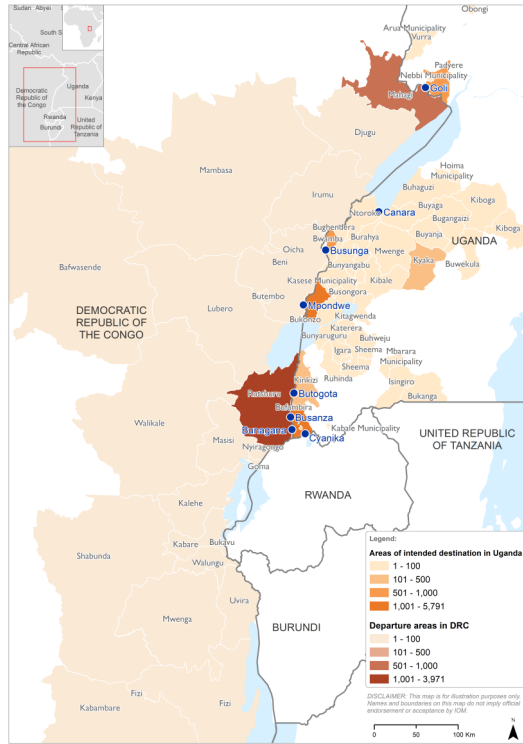 Sudan
Abyei
South S
Central African
Republic
Uganda
Democratic
Republic of
the Congo
Kenya
Rwanda
Burundi
United
Republic of
Tanzania
Obongi
Arua Municipality
Vurra
Padyere
Nebbi Municipality
Goli
Mahagi
Djugu
Mambasa
Hoima
Municipality
Buhaguzi
Irumu
Kiboga
Buyaga
Ntoroko
Canara
Bugangaizi
Bughendera
Kiboga
Bwamba
Burahya
Buyanja
UGANDA
Oicha
Busunga
Mwenge
Bafwasende
Beni
Bunyangabu
Kyaka
Buwekula
Kasese Municipality
Kibale
Butembo
Busongora
Mpondwe
DEMOCRATIC
REPUBLIC OF
THE CONGO
Lubero
Kitagwenda
Bukonzo
Katerera
Bunyaruguru
Buhweju
Igara
Sheema
Mbarara
Municipality
Sheema
Kinkizi
Ruhinda
Isingiro
Rutshuru
Butogota
Bukanga
Bufumbira
Walikale
Busanza
Bunagana
Kabale Municipality
Cyanika
UNITED REPUBLIC
OF TANZANIA
Masisi
Nyiragongo
Goma
RWANDA
Kalehe
Kabare
Bukavu
Shabunda
Walungu
Uvira
Mwenga
BURUNDI
Fizi
Kabambare
Fizi
Legend:
Areas of intended destination in Uganda
1 - 100
101 - 500
501 - 1,000
1,001 - 5,791
Departure areas in DRC
1 - 100
101 - 500
501 - 1,000
1,001 - 3,971
DISCLAIMER: This map is for illustration purposes only.
Names and boundaries on this map do not imply official
endorsement or acceptance by IOM.
N
0 50 100 Km